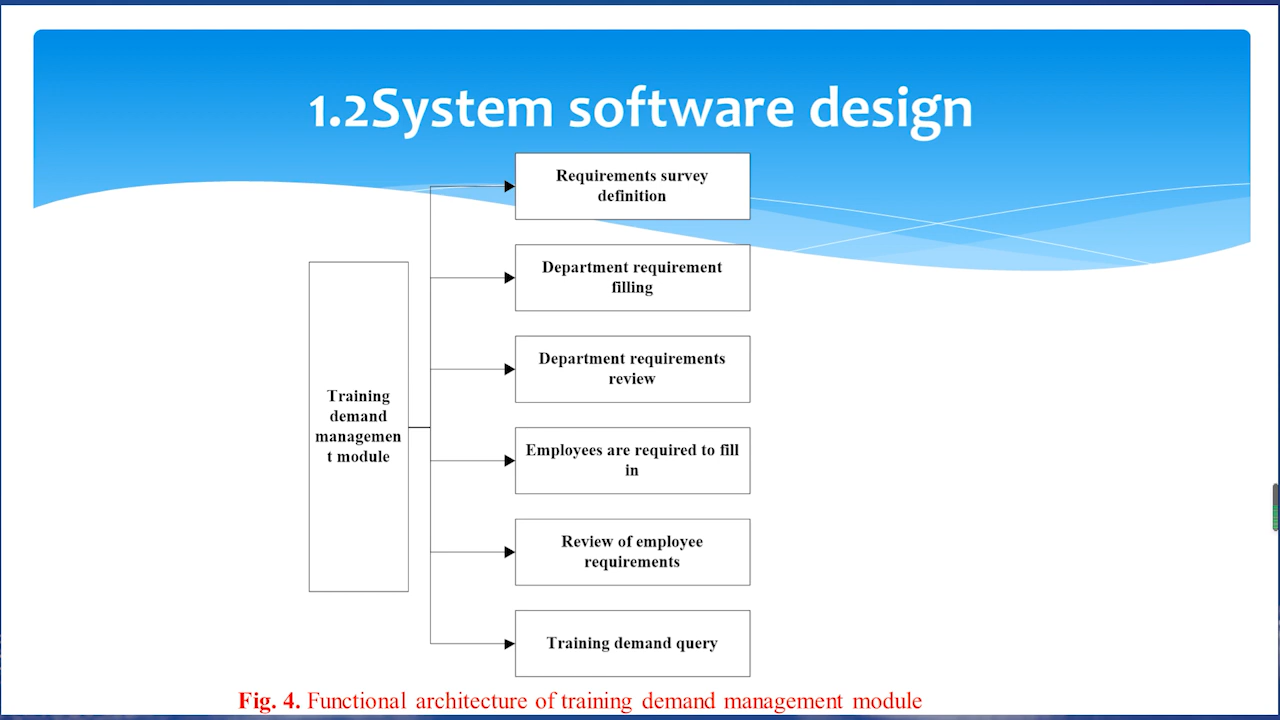 1.2System software design
Requirements survey
definition
Department requirement
filling
Department requirements
review
Training
demand
managemen
t module
Employees are required to fill
in
Review of employee
requirements
Training demand query
Fig. 4. Functional architecture of training demand management module